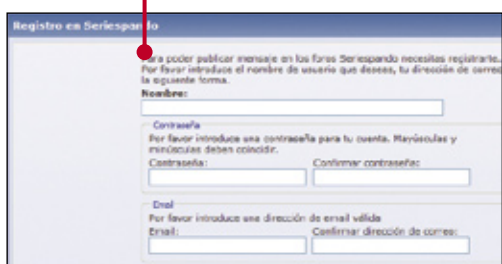 Registro en Seriespando
Para poder publicar mensaje en los foros Seriespando necesitas registrarte.
Por favor introduce el nombre de usuario que deseas, tu dirección de correo
la siguiente forma.
Nombre:
Contraseña
Por favor introduce una contraseña para tu cuenta. Mayúsculas y
minúsculas deben coincidir.
Contraseña: Confirmar contraseña:
Email
Por favor introduce una dirección de email válida
Email: Confirmar dirección de correo: